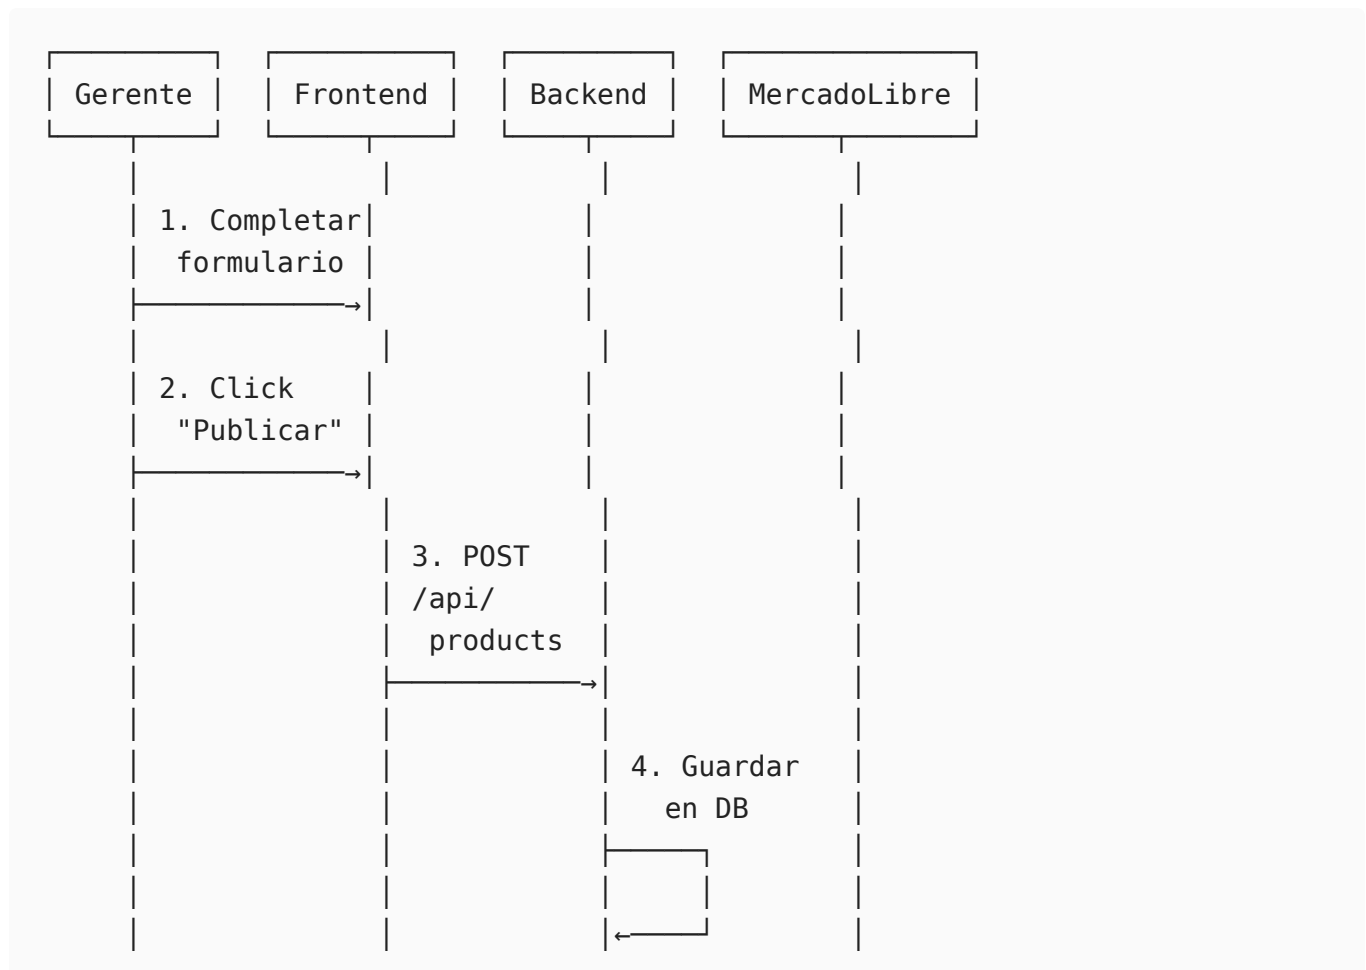 Gerente Frontend Backend MercadoLibre
1. Completar
formulario
2. Click
"Publicar"
3. POST
/api/
products
4. Guardar
en DB